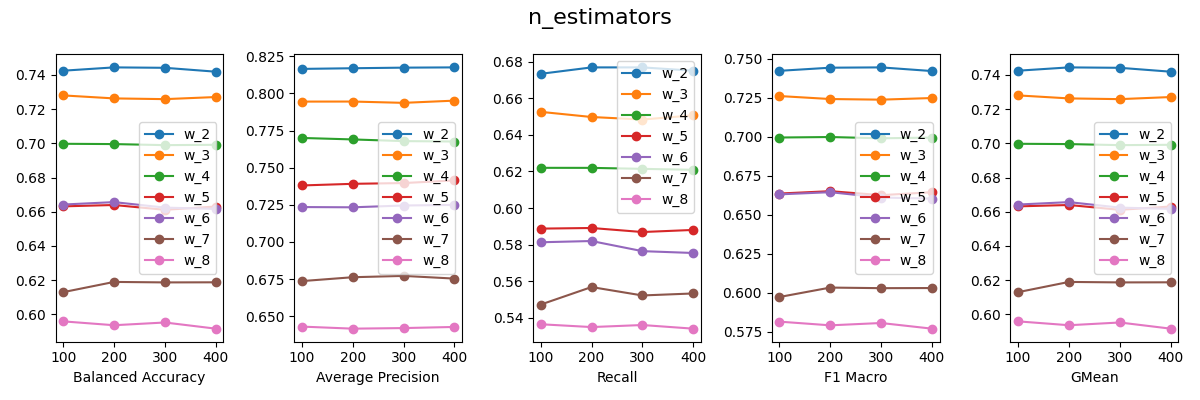 n_estimators
0.74
0.72
0.70
0.68
0.66
0.64
0.62
0.60
w_2
w_3
w_4
w_5
w_6
w_7
w_8
100 200 300 400
Balanced Accuracy
0.825
0.800
0.775
0.750
0.725
0.700
0.675
0.650
w_2
w_3
w_4
w_5
w_6
w_7
w_8
100 200 300 400
Average Precision
0.68
0.66
0.64
0.62
0.60
0.58
0.56
0.54
w_2
w_3
w_4
w_5
w_6
w_7
w_8
100 200 300 400
Recall
0.750
0.725
0.700
0.675
0.650
0.625
0.600
0.575
w_2
w_3
w_4
w_5
w_6
w_7
w_8
100 200 300 400
F1 Macro
0.74
0.72
0.70
0.68
0.66
0.64
0.62
0.60
w_2
w_3
w_4
w_5
w_6
w_7
w_8
100 200 300 400
GMean